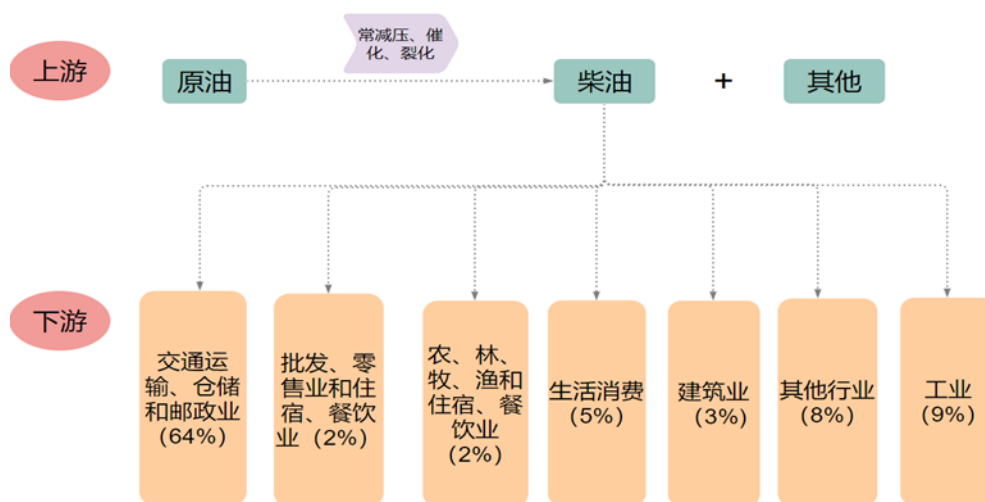 常减压、催
化、裂化
上游
原油
柴油
+
其他
下游
交通运
输、仓储
和邮政业
(64%)
批发、零
售业和住
宿、餐饮
业（2%）
农、林、
牧、渔和
住宿、餐
饮业
(2%)
生活消费
(5%)
建筑业
(3%)
其他行业
(8%)
工业
(9%)